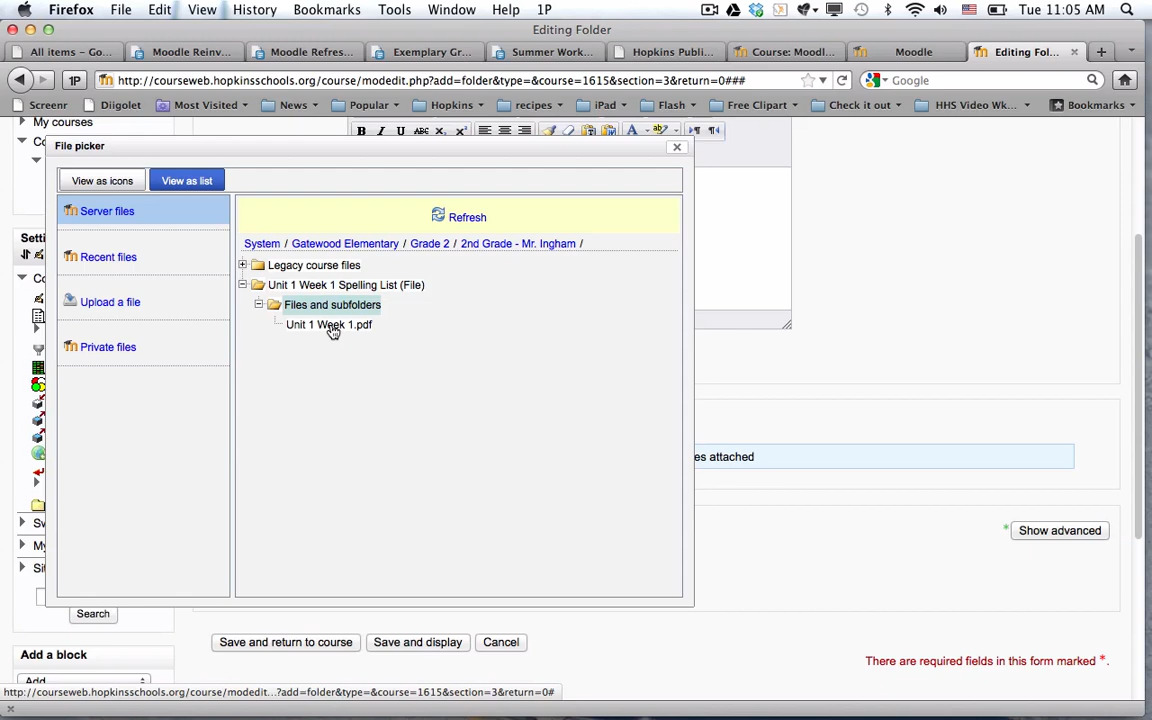 Firefox File Edit View History Bookmarks Tools Window Help 1P Tue 11:05 AM
Editing Folder
All items – Go... Moodle Reinv... Moodle Refres... Exemplary Gr... Summer Work... Hopkins Publi... Course: Moodl... Moodle Editing Fol...
1P http://courseweb.hopkinsschools.org/course/modedit.php?add=folder&type=&course=1615&section=3&return=0### Google
Screenr Diigolet Most Visited News Popular Hopkins recipes iPad Flash Free Clipart Check it out HHS Video Wk... Bookmarks
My courses
File picker
View as icons View as list
Server files
Refresh
Recent files
System / Gatewood Elementary / Grade 2 / 2nd Grade - Mr. Ingham /
Legacy course files
Unit 1 Week 1 Spelling List (File)
Upload a file
Files and subfolders
Unit 1 Week 1.pdf
Private files
Setti
es attached
Show advanced
Search
Save and return to course Save and display Cancel
Add a block
There are required fields in this form marked *.
Add...
http://courseweb.hopkinsschools.org/course/modedit...?add=folder&type=&course=1615&section=3&return=0#